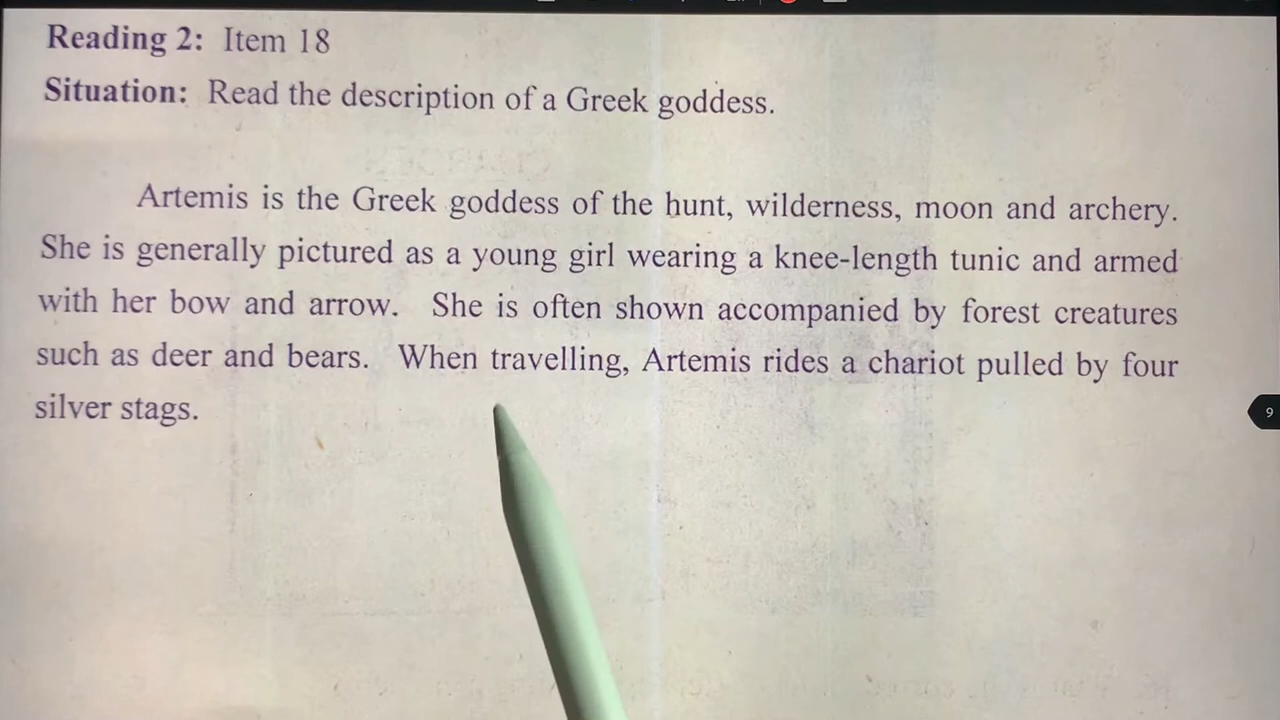 Reading 2: Item 18
Situation: Read the description of a Greek goddess.
Artemis is the Greek goddess of the hunt, wilderness, moon and archery.
She is generally pictured as a young girl wearing a knee-length tunic and armed
with her bow and arrow. She is often shown accompanied by forest creatures
such as deer and bears. When travelling, Artemis rides a chariot pulled by four
silver stags.
9